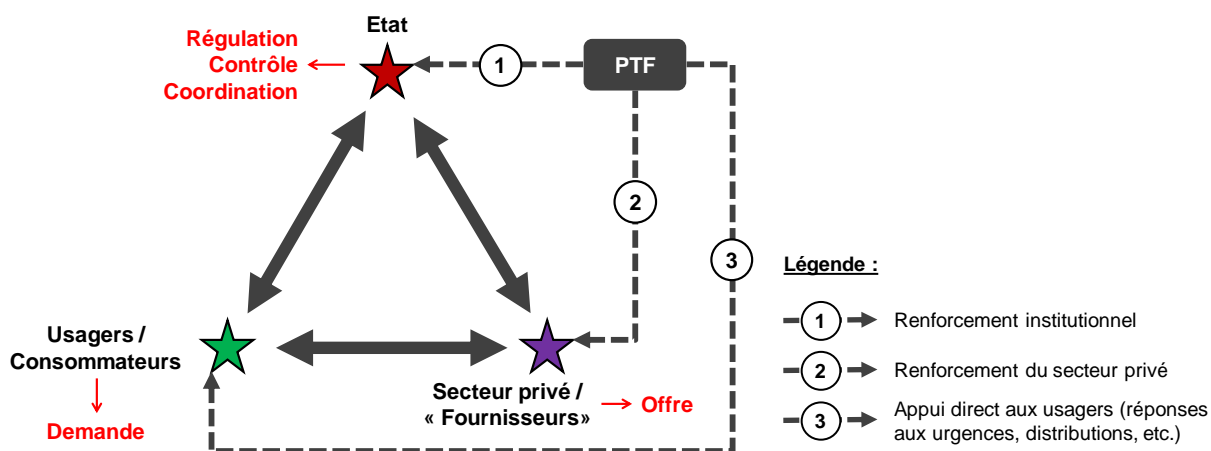 Etat
Régulation
Contrôle
Coordination
1
PTF
2
3
Usagers /
Consommateurs
Demande
Secteur privé /
« Fournisseurs»
Offre
Légende :
1 Renforcement institutionnel
2 Renforcement du secteur privé
3 Appui direct aux usagers (réponses
aux urgences, distributions, etc.)